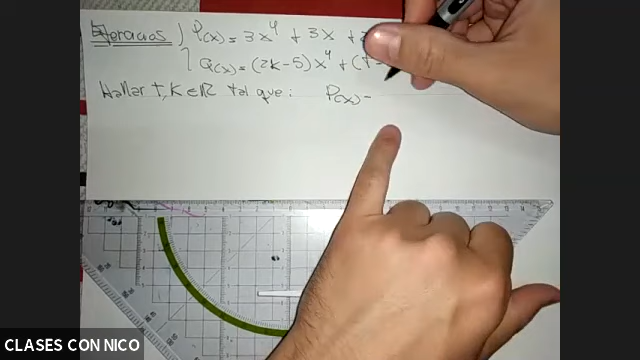 Ejercicios } P(x) = 3x⁴ + 3x +
Q(x) = (2k-5)x⁴ + (t
Hallar t, k ∈ ℝ tal que: P(x) =
CLASES CON NICO